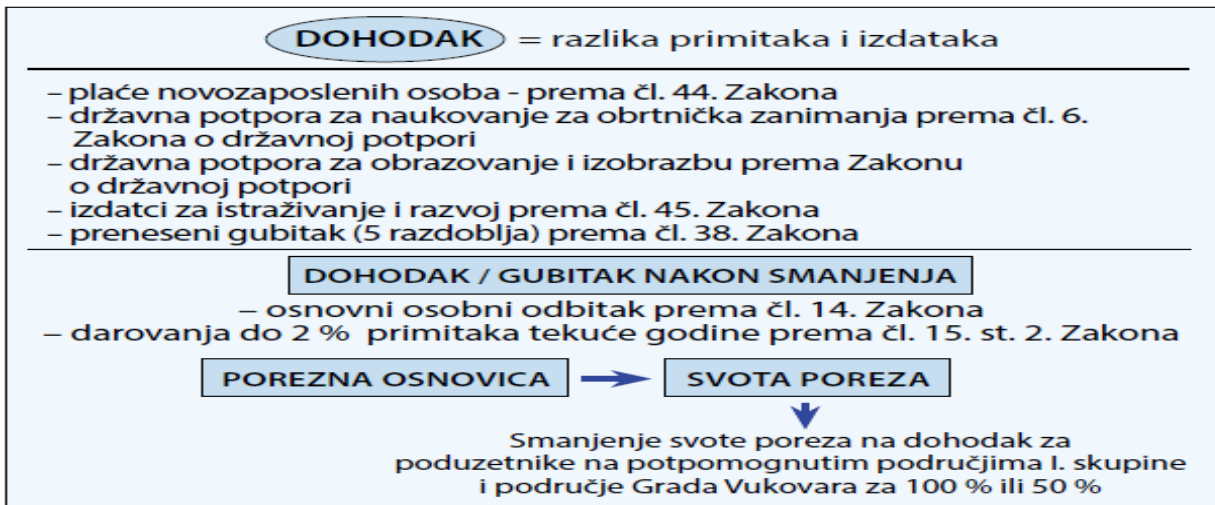 DOHODAK = razlika primitaka i izdataka
– plaće novozaposlenih osoba - prema čl. 44. Zakona
– državna potpora za naukovanje za obrtnička zanimanja prema čl. 6.
Zakona o državnoj potpori
– državna potpora za obrazovanje i izobrazbu prema Zakonu
o državnoj potpori
– izdatci za istraživanje i razvoj prema čl. 45. Zakona
– preneseni gubitak (5 razdoblja) prema čl. 38. Zakona
DOHODAK / GUBITAK NAKON SMANJENJA
– osnovni osobni odbitak prema čl. 14. Zakona
– darovanja do 2 % primitaka tekuće godine prema čl. 15. st. 2. Zakona
POREZNA OSNOVICA SVOTA POREZA
Smanjenje svote poreza na dohodak za
poduzetnike na potpomognutim područjima I. skupine
i područje Grada Vukovara za 100 % ili 50 %